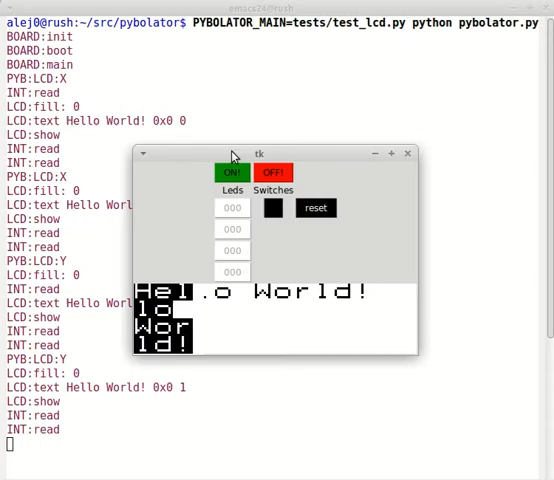 emacs24@rush
alej0@rush:~/src/pybolator$ PYBOLATOR_MAIN=tests/test_lcd.py python pybolator.py
BOARD:init
BOARD:boot
BOARD:main
PYB:LCD:X
INT:read
LCD:fill: 0
LCD:text Hello World! 0x0 0
LCD:show
INT:read
INT:read
PYB:LCD:X
LCD:fill: 0
LCD:text Hello Worl
LCD:show
INT:read
INT:read
PYB:LCD:Y
LCD:fill: 0
INT:read
LCD:text Hello Worl
LCD:show
INT:read
INT:read
PYB:LCD:Y
LCD:fill: 0
LCD:text Hello World! 0x0 1
LCD:show
INT:read
INT:read
tk
ON! OFF!
Leds Switches
000 reset
000
000
000
Hel.o World!
lo
Wor
ld!